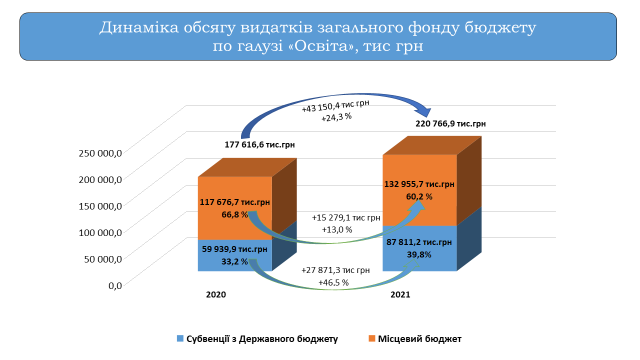 Динаміка обсягу видатків загального фонду бюджету
по галузі «Освіта», тис грн
+43 150,4 тис грн
+24,3 %
220 766,9 тис.грн
177 616,6 тис.грн
250 000,0
200 000,0
150 000,0
100 000,0
50 000,0
0,0
117 676,7 тис.грн
66,8 %
132 955,7 тис.грн
60,2 %
+15 279,1 тис.грн
+13,0 %
59 939,9 тис.грн
33,2 %
87 811,2 тис.грн
39,8%
+27 871,3 тис.грн
+46,5 %
2020
2021
Субвенції з Державного бюджету
Місцевий бюджет